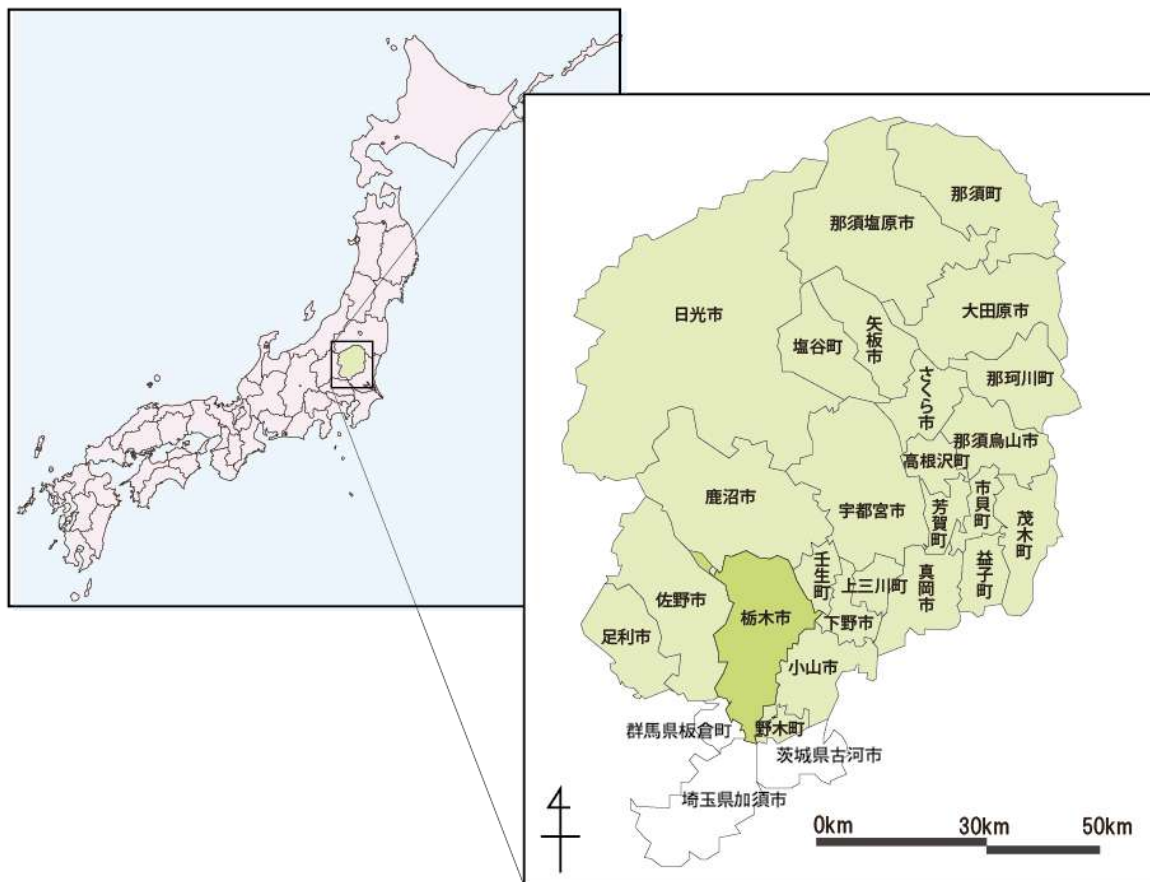 那須町
那須塩原市
大田原市
日光市
矢板市
塩谷町
那珂川町
さくら市
那須烏山市
高根沢町
鹿沼市
市貝町
宇都宮市
芳賀町
茂木町
壬生町
上三川町
真岡市
益子町
佐野市
栃木市
下野市
足利市
小山市
群馬県板倉町
野木町
茨城県古河市
埼玉県加須市
0km 30km 50km